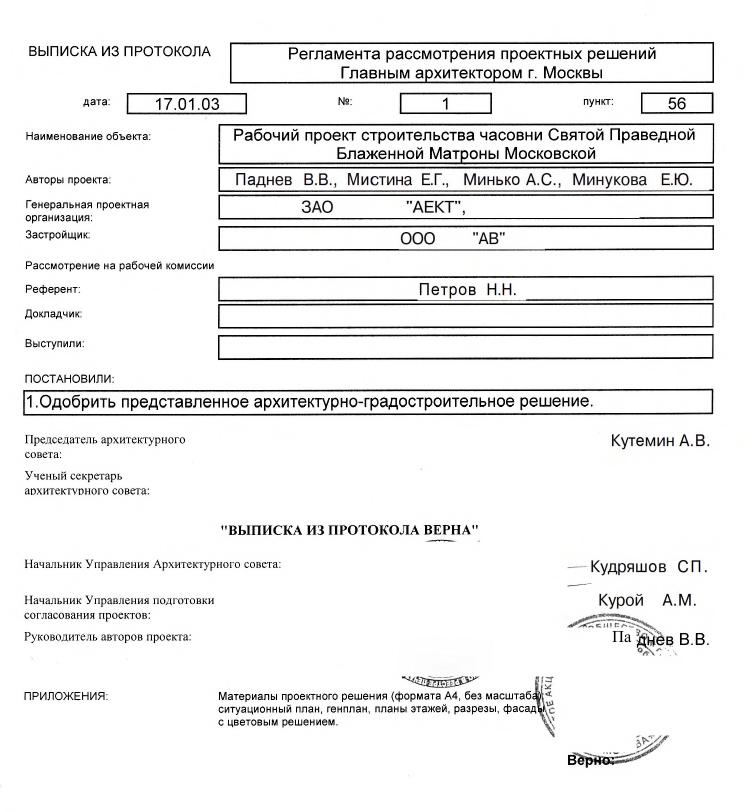 ВЫПИСКА ИЗ ПРОТОКОЛА
Регламента рассмотрения проектных решений
Главным архитектором г. Москвы
дата: 17.01.03 №: 1 пункт: 56
Наименование объекта:
Рабочий проект строительства часовни Святой Праведной
Блаженной Матроны Московской
Авторы проекта: Паднев В.В., Мистина Е.Г., Минько А.С., Минукова Е.Ю.
Генеральная проектная
организация:
ЗАО "АЕКТ",
Застройщик: ООО "АВ"
Рассмотрение на рабочей комиссии
Референт: Петров Н.Н.
Докладчик:
Выступили:
ПОСТАНОВИЛИ:
1.Одобрить представленное архитектурно-градостроительное решение.
Председатель архитектурного
совета:
Кутемин А.В.
Ученый секретарь
архитектурного совета:
"ВЫПИСКА ИЗ ПРОТОКОЛА ВЕРНА"
Начальник Управления Архитектурного совета: Кудряшов СП.
Начальник Управления подготовки
согласования проектов:
Курой А.М.
Руководитель авторов проекта: Па днев В.В.
ПРИЛОЖЕНИЯ:
Материалы проектного решения (формата А4, без масштаба),
ситуационный план, генплан, планы этажей, разрезы, фасады
с цветовым решением.
Верно: